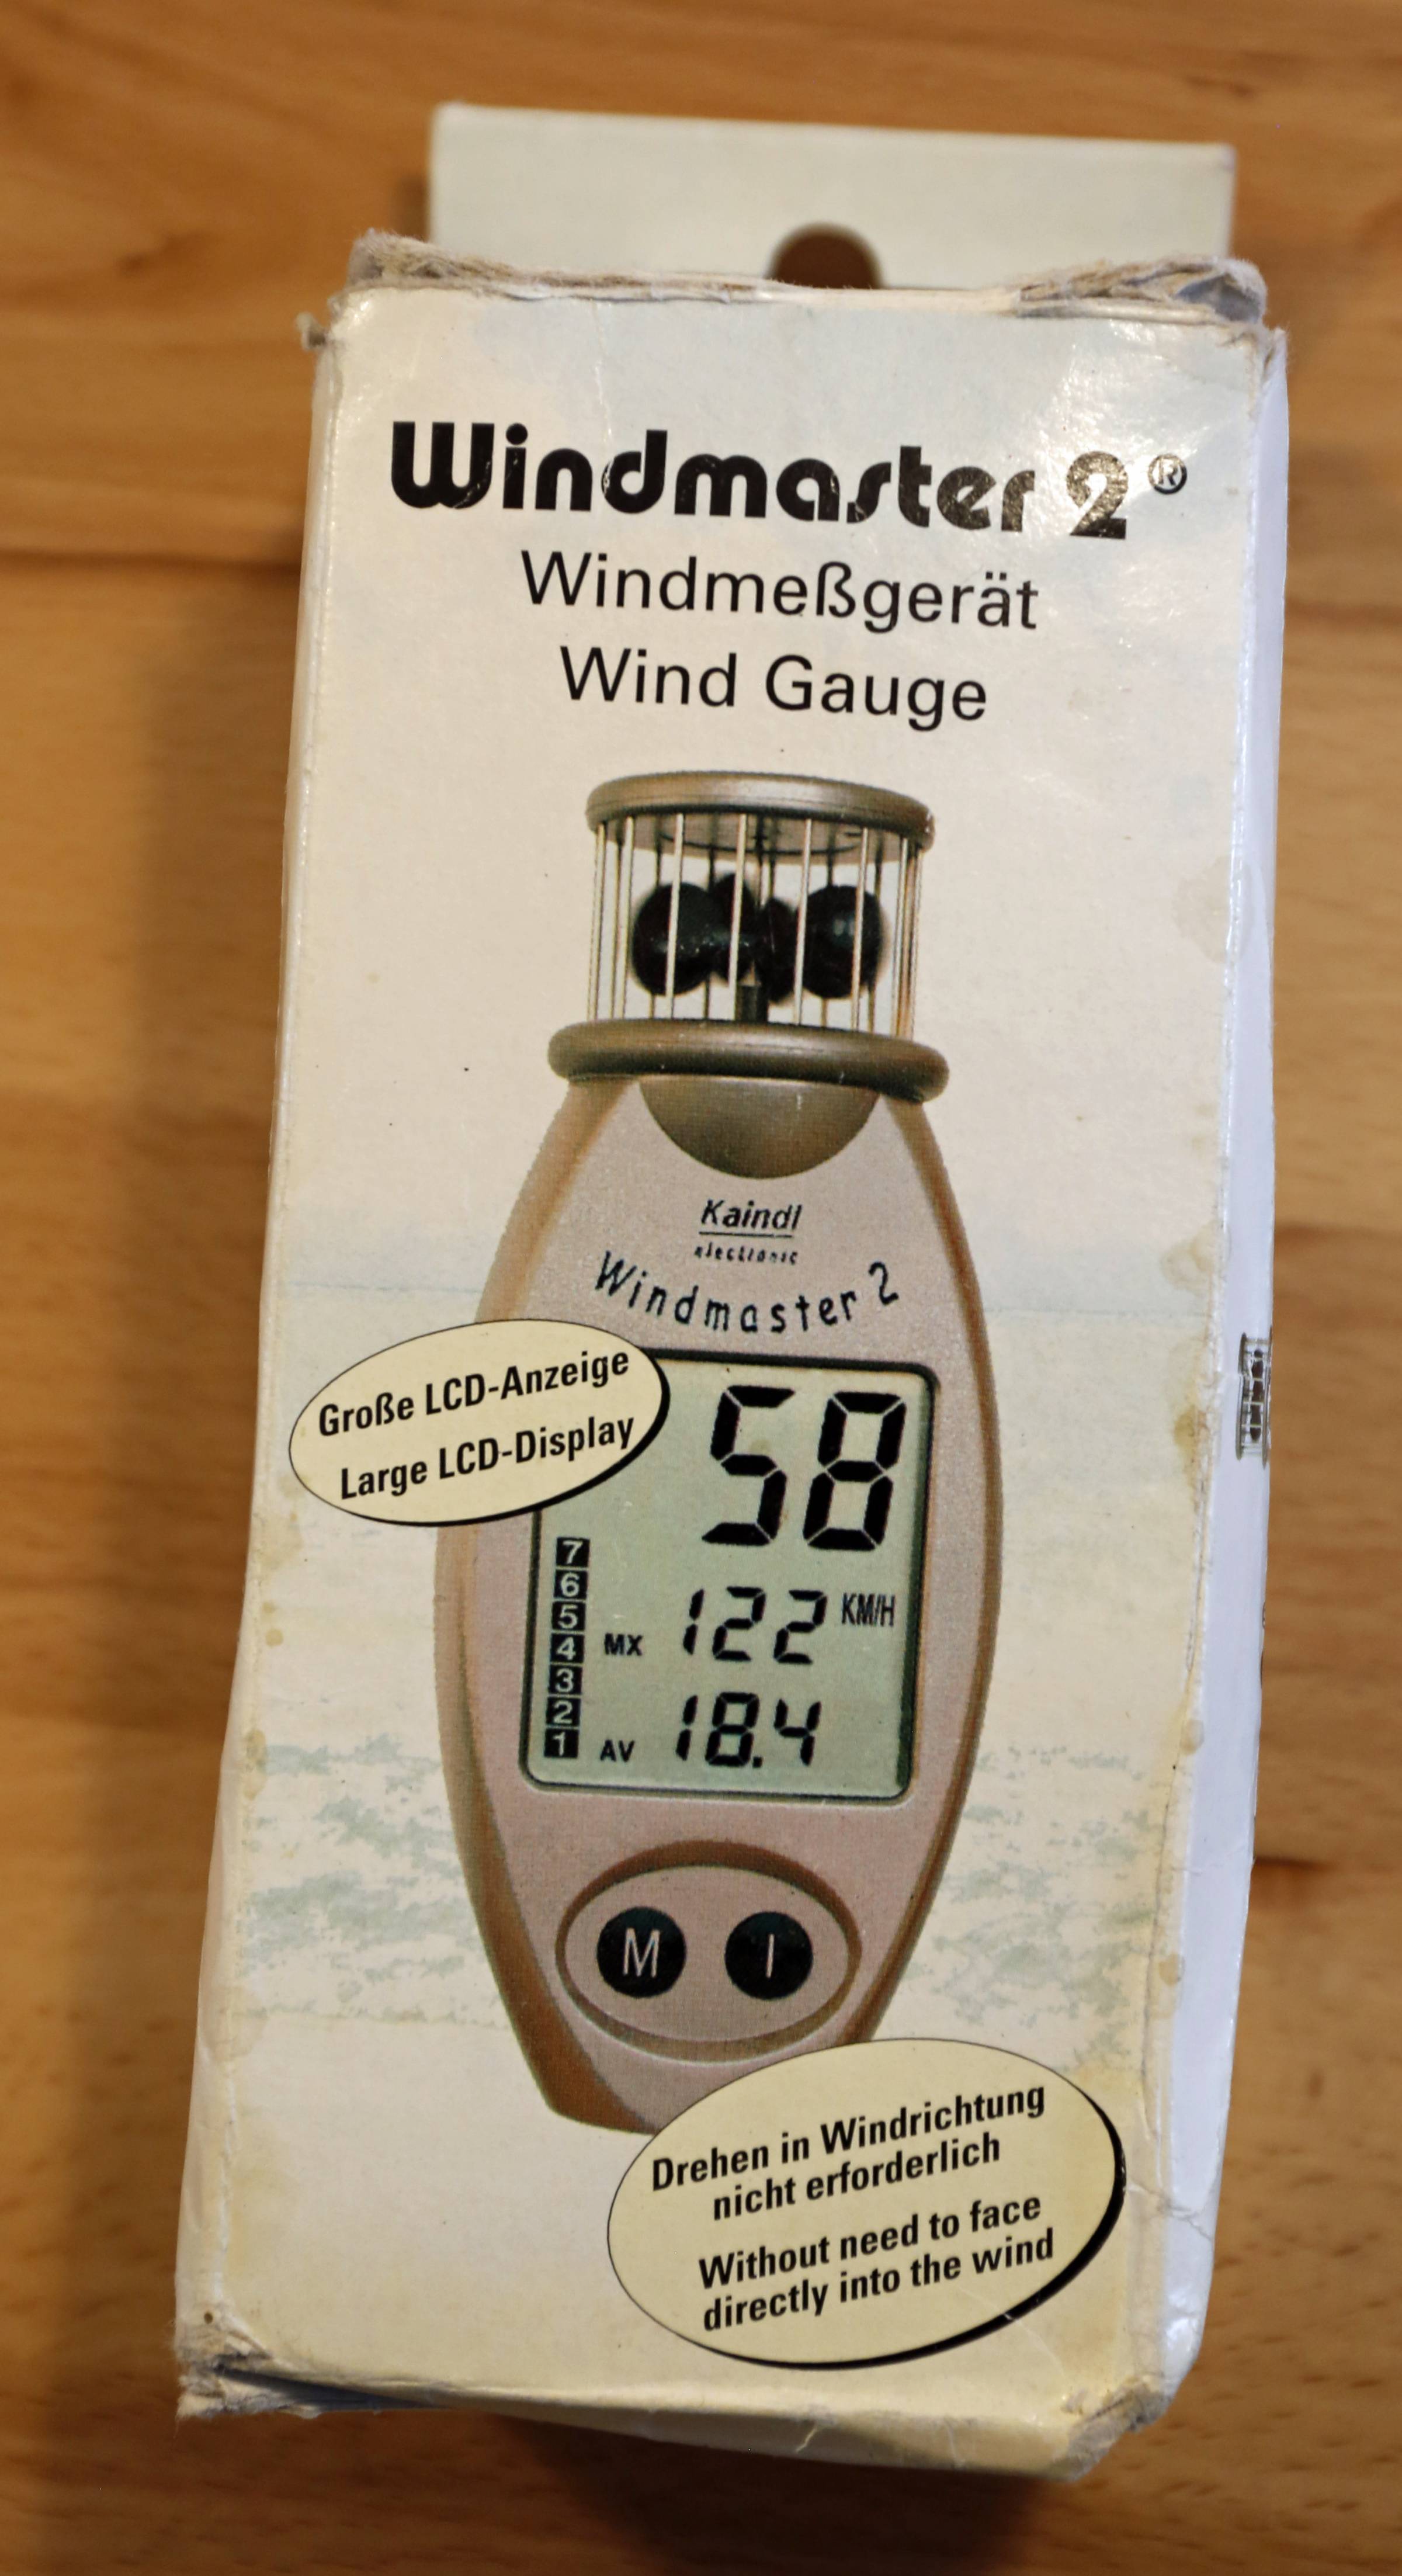 Windmaster 2®
Windmeßgerät
Wind Gauge
Kaindl
electronic
Windmaster 2
Große LCD-Anzeige
Large LCD-Display
58
7
6
5
4
3
2
1
MX 122 KM/H
AV 18.4
M I
Drehen in Windrichtung
nicht erforderlich
Without need to face
directly into the wind